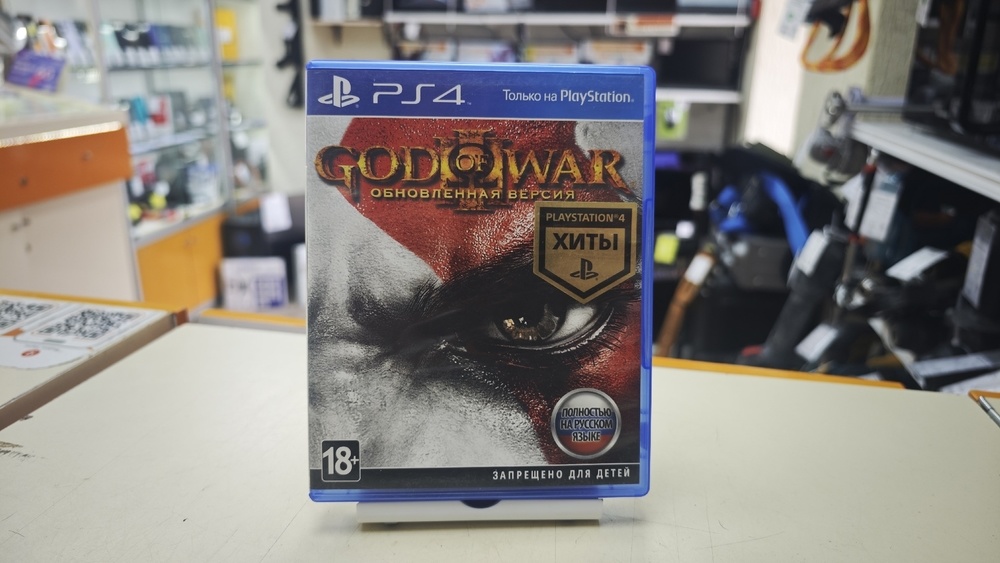 PS4
Только на PlayStation
GOD OF WAR
III
ОБНОВЛЕННАЯ ВЕРСИЯ
PLAYSTATION®4
ХИТЫ
ПОЛНОСТЬЮ
НА РУССКОМ
ЯЗЫКЕ
18+
ЗАПРЕЩЕНО ДЛЯ ДЕТЕЙ